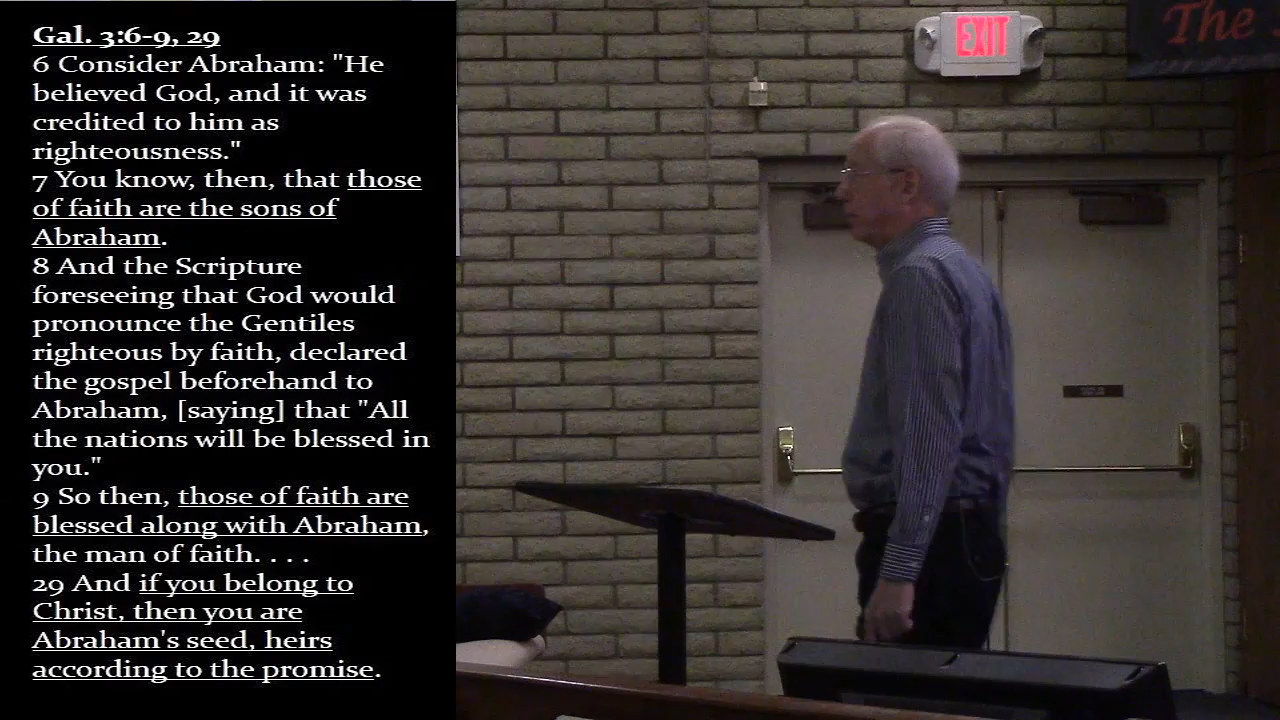 Gal. 3:6-9, 29
6 Consider Abraham: "He
believed God, and it was
credited to him as
righteousness."
7 You know, then, that those
of faith are the sons of
Abraham.
8 And the Scripture
foreseeing that God would
pronounce the Gentiles
righteous by faith, declared
the gospel beforehand to
Abraham, [saying] that "All
the nations will be blessed in
you."
9 So then, those of faith are
blessed along with Abraham,
the man of faith. . . .
29 And if you belong to
Christ, then you are
Abraham's seed, heirs
according to the promise.
EXIT
The